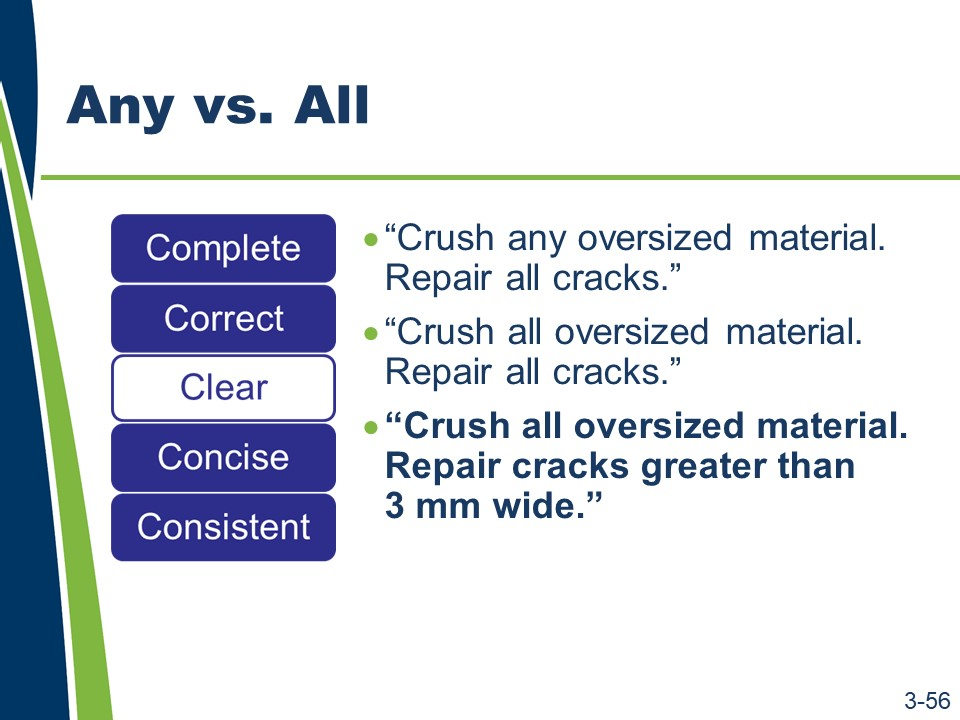 Any vs. All
Complete
Correct
Clear
Concise
Consistent
• “Crush any oversized material.
Repair all cracks.”
• “Crush all oversized material.
Repair all cracks.”
• “Crush all oversized material.
Repair cracks greater than
3 mm wide.”
3-56